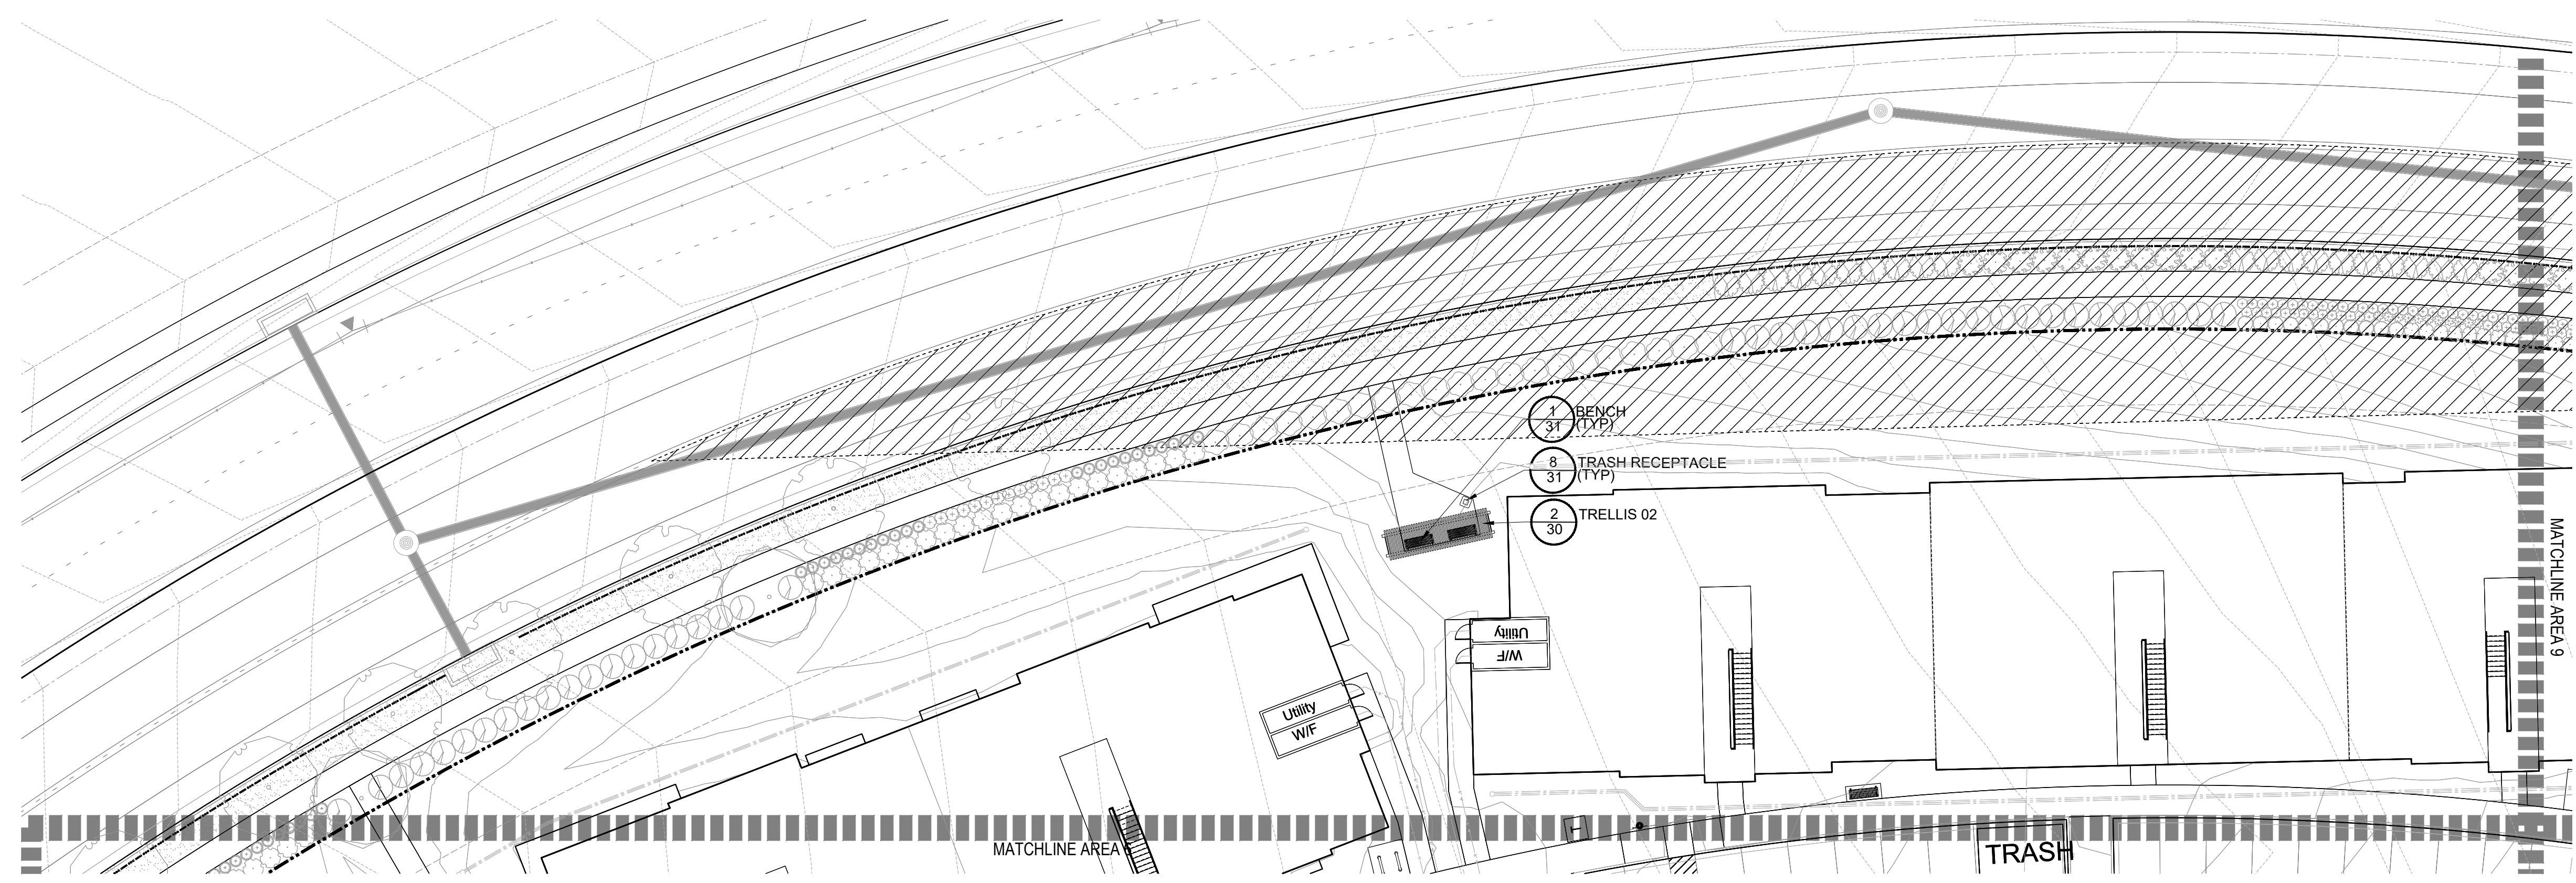 1
31
BENCH
(TYP)
8
31
TRASH RECEPTACLE
(TYP)
2
30
TRELLIS 02
Utility
W/F
Utility
W/F
MATCHLINE AREA 9
MATCHLINE AREA
TRASH
T